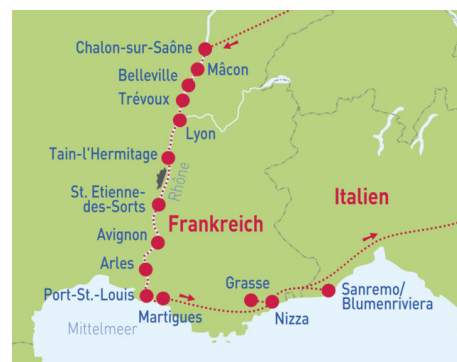 Chalon-sur-Saône
Mâcon
Belleville
Trévoux
Lyon
Tain-l'Hermitage
Rhône
St. Etienne-
des-Sorts
Frankreich
Italien
Avignon
Arles
Port-St.-Louis
Martigues
Grasse
Nizza
Sanremo/
Blumenriviera
Mittelmeer